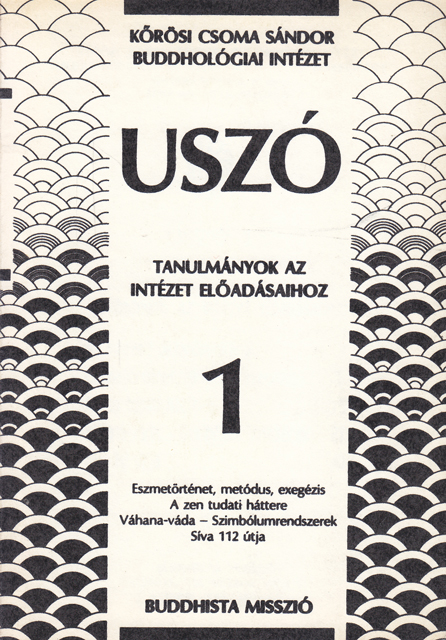 KŐRÖSI CSOMA SÁNDOR
BUDDHOLÓGIAI INTÉZET
USZÓ
TANULMÁNYOK AZ
INTÉZET ELŐADÁSAIHOZ
1
Eszmetörténet, metódus, exegézis
A zen tudati háttere
Váhana-váda – Szimbólumrendszerek
Síva 112 útja
BUDDHISTA MISSZIÓ